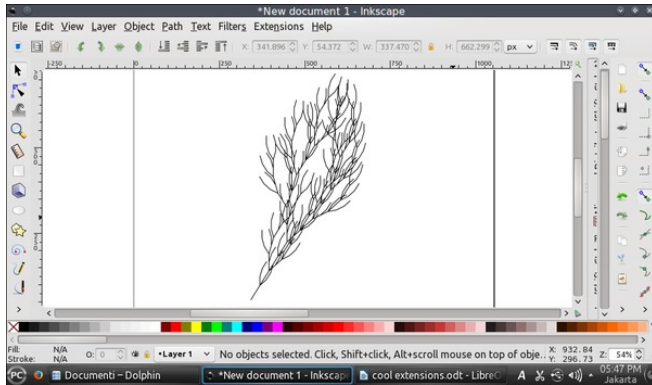 *New document 1 - Inkscape
File Edit View Layer Object Path Text Filters Extensions Help
X: 341.896 Y: 54.372 W: 337.470 H: 662.299 px
-250 0 250 500 750 1000
Fill: N/A
Stroke: N/A
O: 0
•Layer 1
No objects selected. Click, Shift+click, Alt+scroll mouse on top of obje..
X: 932.84
Y: 296.73
Z: 54%
PC Documenti – Dolphin *New document 1 - Inkscap cool extensions.odt - LibreO A 05:47 PM
Jakarta